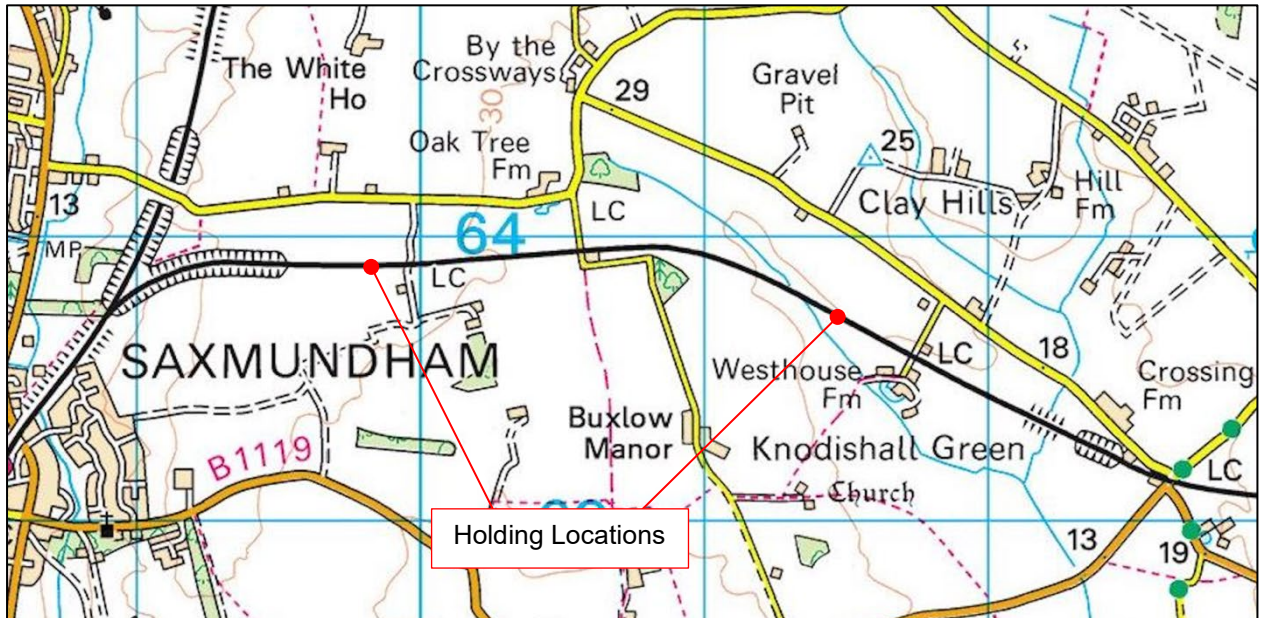 The White
Ho
By the
Crossways
30
29
Gravel
Pit
25
Oak Tree
Fm
Clay Hills
Hill
Fm
13
LC
64
MP
LC
SAXMUNDHAM
Westhouse
Fm
LC
18
Crossing
Fm
Buxlow
Manor
Knodishall Green
B1119
LC
Church
Holding Locations
13
19